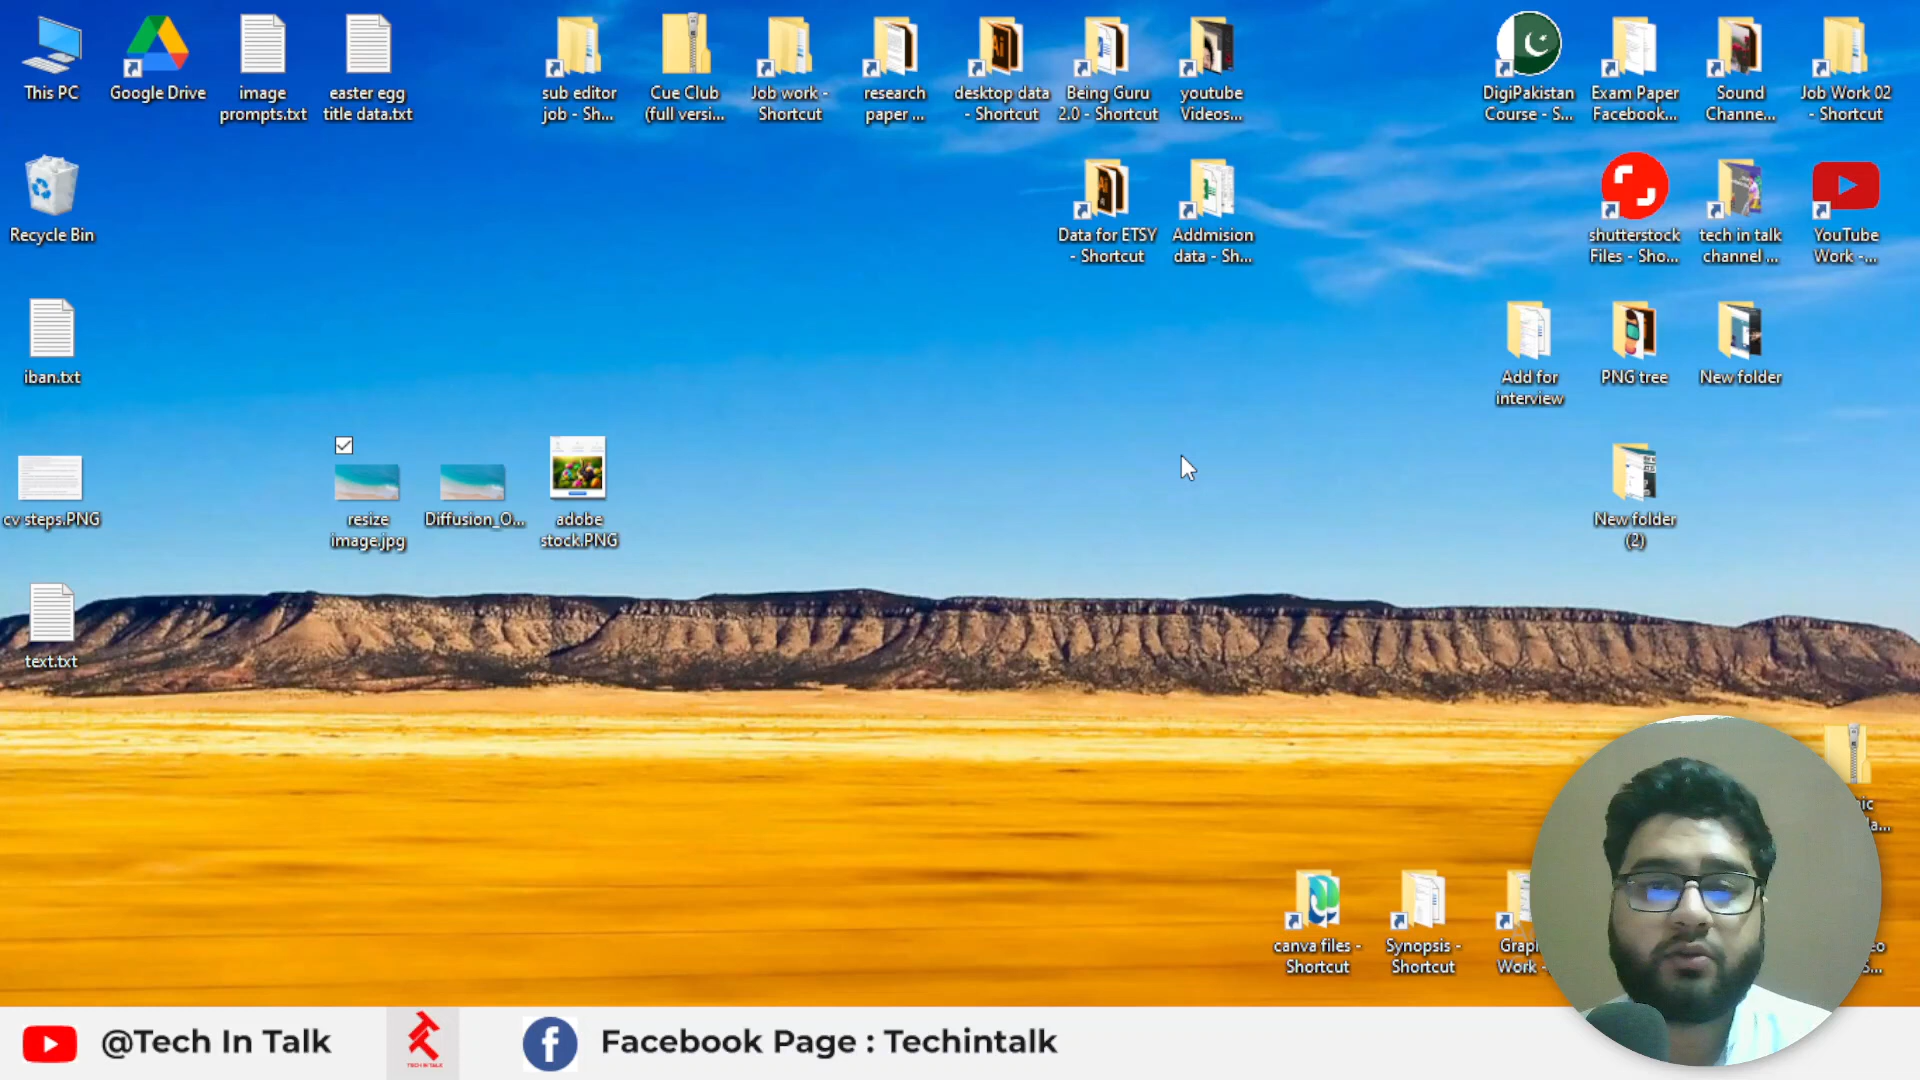 This PC
Google Drive
image
prompts.txt
easter egg
title data.txt
sub editor
job - Sh...
Cue Club
(full versi...
Job work -
Shortcut
research
paper ...
desktop data
- Shortcut
Being Guru
2.0 - Shortcut
youtube
Videos...
DigiPakistan
Course - S...
Exam Paper
Facebook...
Sound
Channe...
Job Work 02
- Shortcut
Recycle Bin
Data for ETSY
- Shortcut
Addmision
data - Sh...
shutterstock
Files - Sho...
tech in talk
channel ...
YouTube
Work -...
iban.txt
Add for
interview
PNG tree
New folder
cv steps.PNG
resize
image.jpg
Diffusion_O...
adobe
stock.PNG
New folder
(2)
text.txt
canva files -
Shortcut
Synopsis -
Shortcut
Work -
@Tech In Talk
TECH IN TALK
Facebook Page : Techintalk